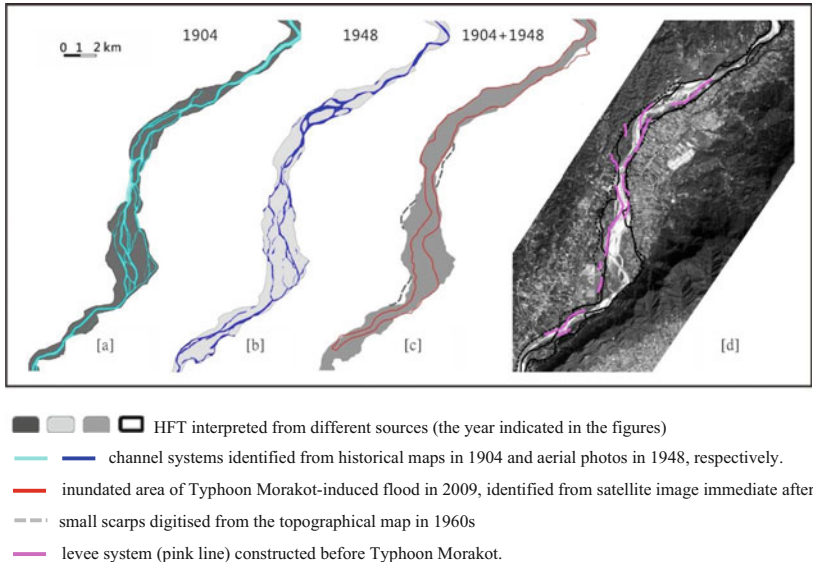 1904
1948
1904+1948
0 1 2 km
[a]
[b]
[c]
[d]
HFT interpreted from different sources (the year indicated in the figures)
channel systems identified from historical maps in 1904 and aerial photos in 1948, respectively.
inundated area of Typhoon Morakot-induced flood in 2009, identified from satellite image immediate after
small scarps digitised from the topographical map in 1960s
levee system (pink line) constructed before Typhoon Morakot.